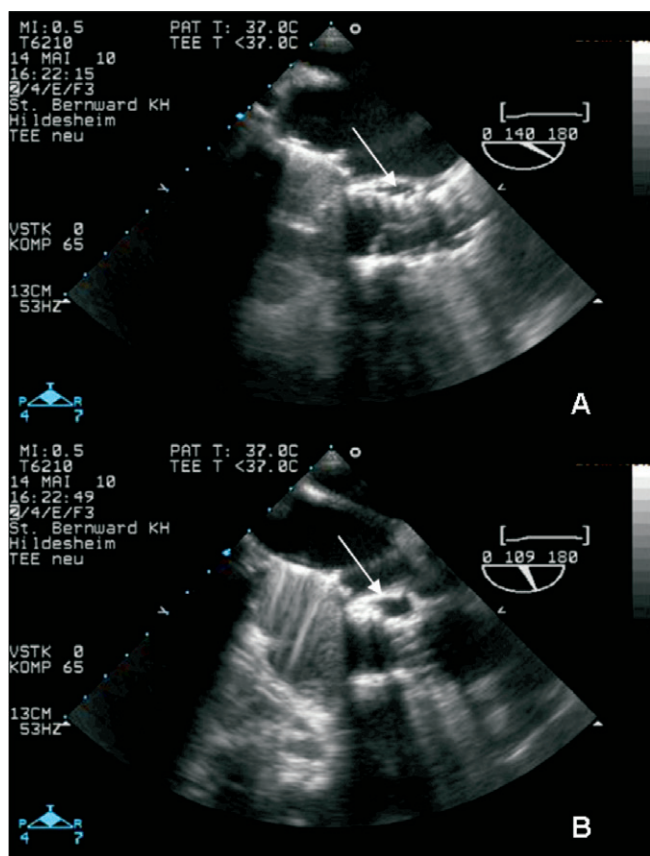 MI:0.5
T6210
14 MAI 10
16:22:15
0/4/E/F3
St. Bernward KH
Hildesheim
TEE neu
PAT T: 37.0C
TEE T <37.0C
0 140 180
VSTK 0
KOMP 65
13CM
53HZ
T
P R
4 7
A
MI:0.5
T6210
14 MAI 10
16:22:49
0/4/E/F3
St. Bernward KH
Hildesheim
TEE neu
PAT T: 37.0C
TEE T <37.0C
0 109 180
VSTK 0
KOMP 65
13CM
53HZ
T
P R
4 7
B